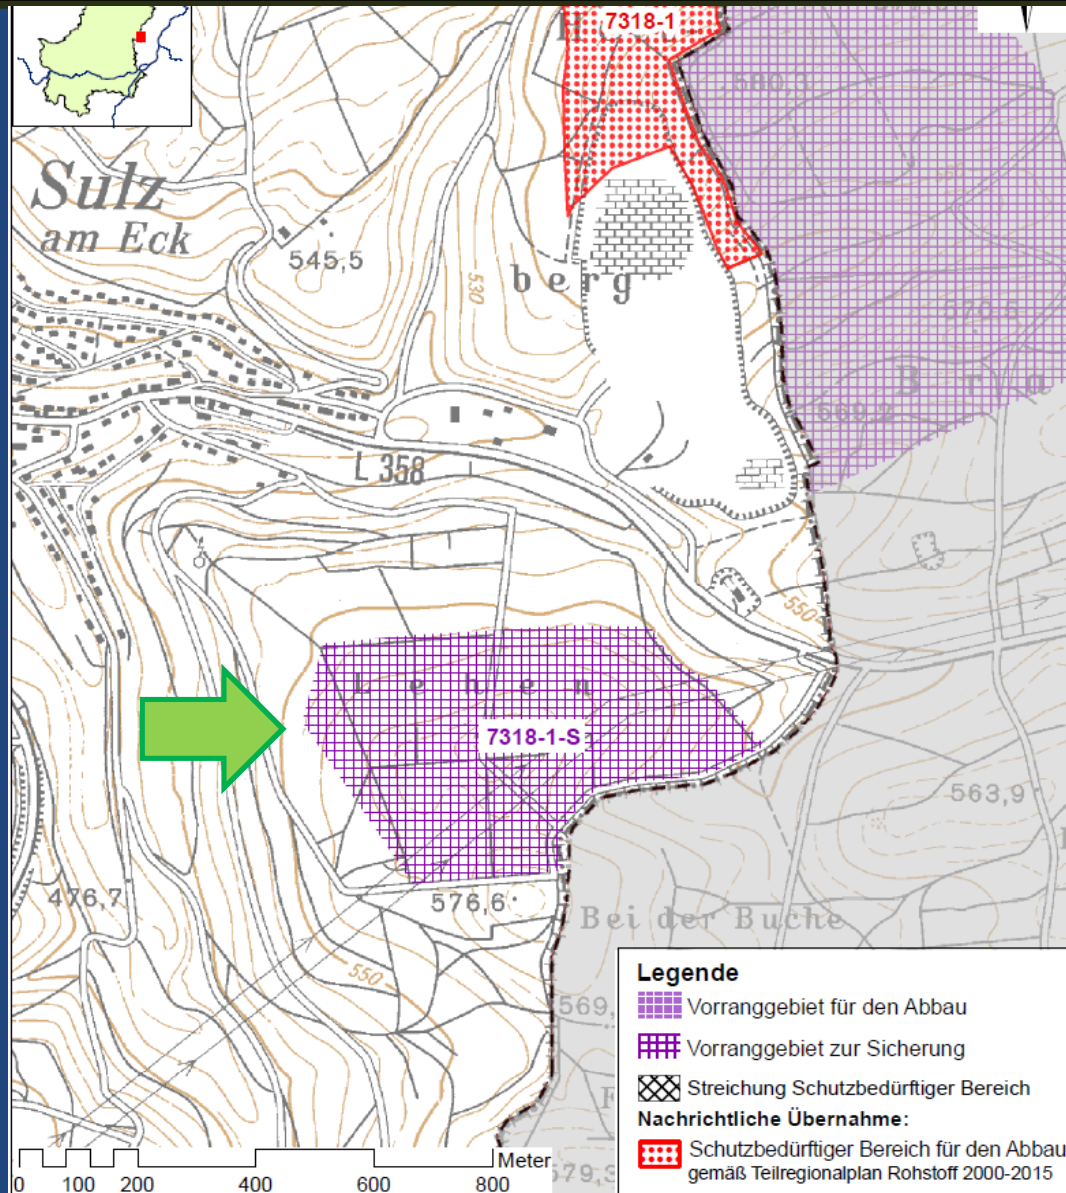 7318-1
580,
Sulz
am Eck
545,5
530
berg
570,5
Bra
569,2
L 358
550
Lehen
7318-1-S
563,9
476,7
576,6
Bei der Buche
550
569,
Legende
Vorranggebiet für den Abbau
Vorranggebiet zur Sicherung
Streichung Schutzbedürftiger Bereich
Nachrichtliche Übernahme:
Schutzbedürftiger Bereich für den Abbau
gemäß Teilregionalplan Rohstoff 2000-2015
Meter
0 100 200 400 600 800
579,3